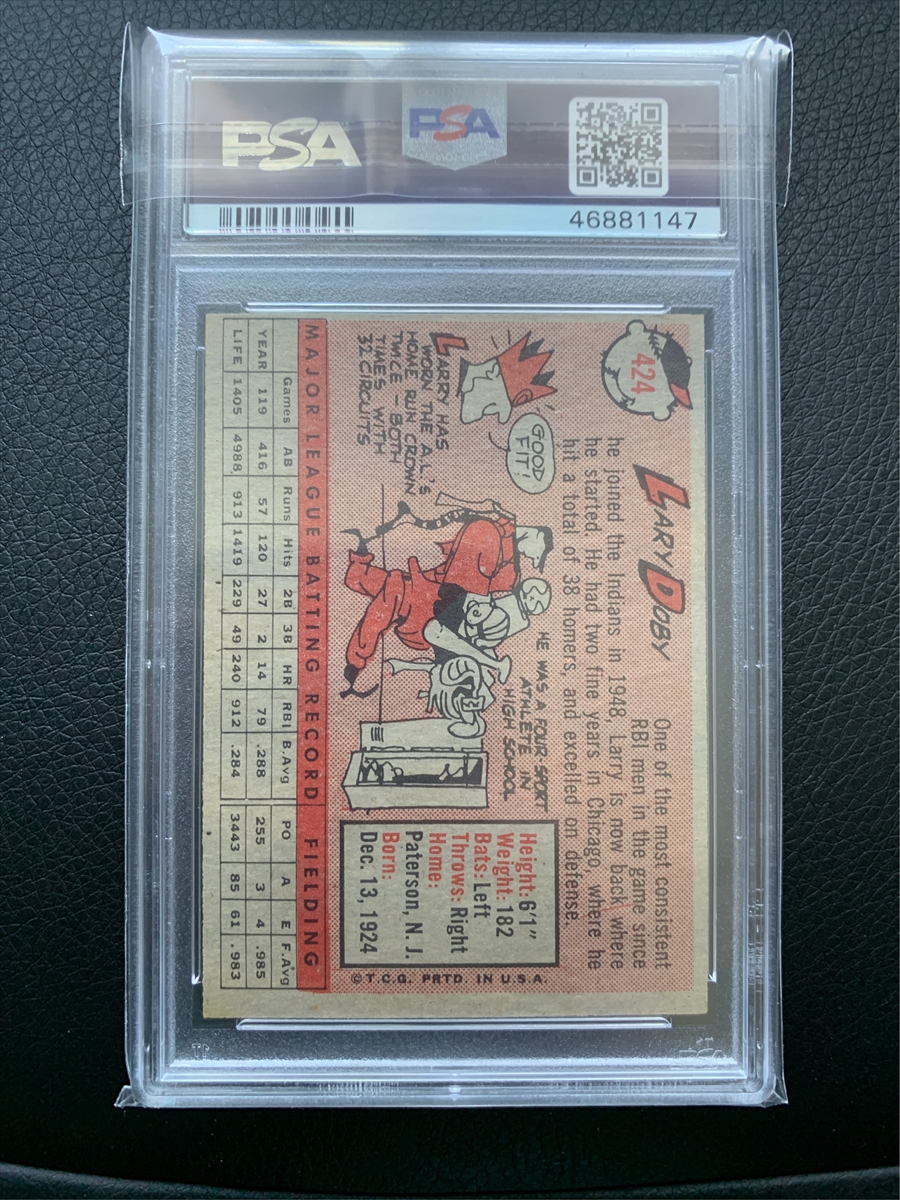 PSA
PSA
46881147
424
LARRY DOBY
One of the most consistent
RBI men in the game since
he joined the Indians in 1948, Larry is now back where
he started. He had two fine years in Chicago, where he
hit a total of 38 homers, and excelled on defense.
GOOD
FIT!
LARRY HAS
WORN THE A.L'S
HOME RUN CROWN
TWICE - BOTH
TIMES WITH
32 CIRCUITS
HE WAS A FOUR-SPORT
ATHLETE IN
HIGH SCHOOL
Height: 6'1"
Weight: 182
Bats: Left
Throws: Right
Home:
Paterson, N. J.
Born:
Dec. 13, 1924
© T.C.G. PRTD. IN U.S.A.
MAJOR LEAGUE BATTING RECORD FIELDING
Games AB Runs Hits 2B 3B HR RBI B.Avg PO A E F.Avg
YEAR 119 416 57 120 27 2 14 79 .288 255 3 4 .985
LIFE 1405 4988 913 1419 229 49 240 912 .284 3443 85 61 .983